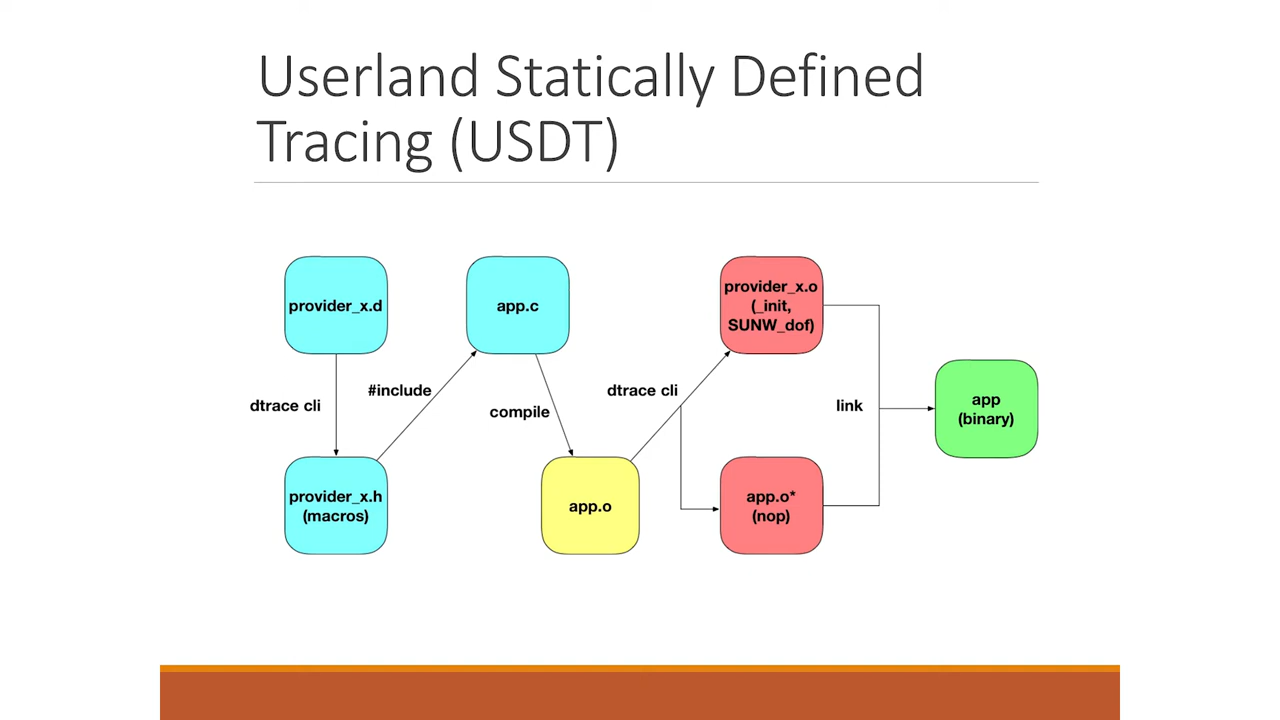 Userland Statically Defined
Tracing (USDT)
provider_x.d
app.c
provider_x.o
(_init,
SUNW_dof)
dtrace cli
#include
compile
dtrace cli
link
app
(binary)
provider_x.h
(macros)
app.o
app.o*
(nop)